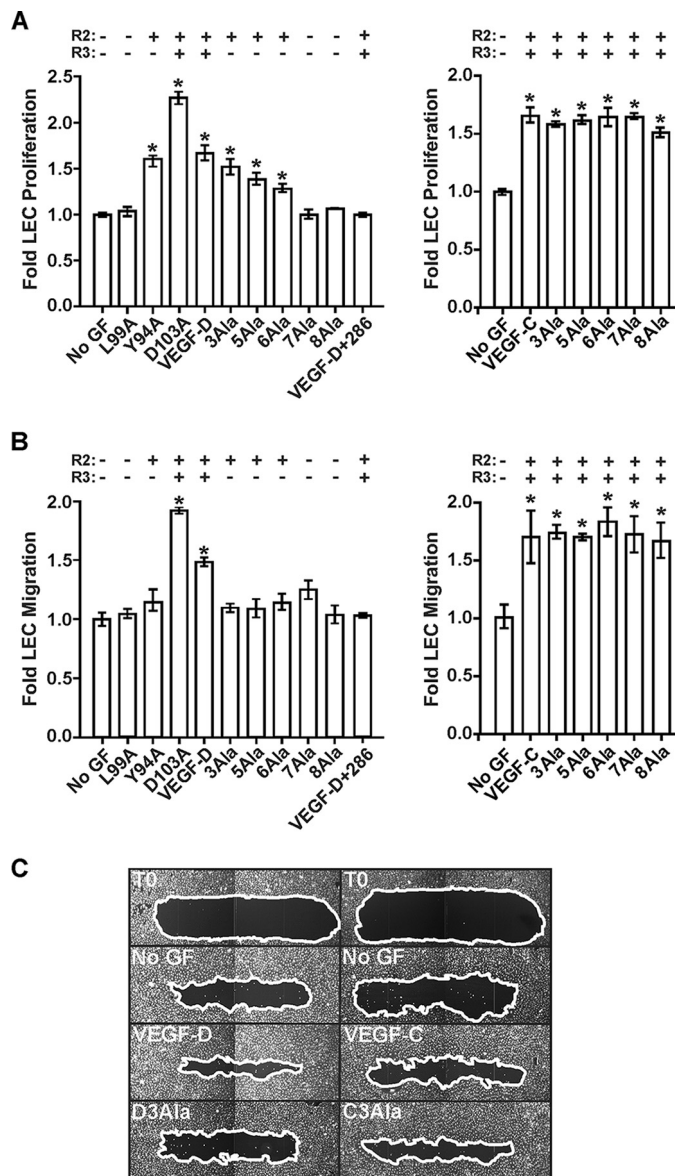 A
R2: - - + + + + + + - - +
R3: - - - + + - - - - - +
2.5
2.0
1.5
1.0
0.5
0.0
Fold LEC Proliferation
* * * * * *
No GF
L99A
Y94A
D103A
VEGF-D
3Ala
5Ala
6Ala
7Ala
8Ala
VEGF-D+286
R2: - + + + + + +
R3: - + + + + + +
2.0
1.5
1.0
0.5
0.0
Fold LEC Proliferation
* * * * * *
No GF
VEGF-C
3Ala
5Ala
6Ala
7Ala
8Ala
B
R2: - - + + + + + + - - +
R3: - - - + + - - - - - +
2.0
1.5
1.0
0.5
0.0
Fold LEC Migration
* *
No GF
L99A
Y94A
D103A
VEGF-D
3Ala
5Ala
6Ala
7Ala
8Ala
VEGF-D+286
R2: - + + + + + +
R3: - + + + + + +
2.0
1.5
1.0
0.5
0.0
Fold LEC Migration
* * * * * *
No GF
VEGF-C
3Ala
5Ala
6Ala
7Ala
8Ala
C
T0 T0
No GF No GF
VEGF-D VEGF-C
D3Ala C3Ala